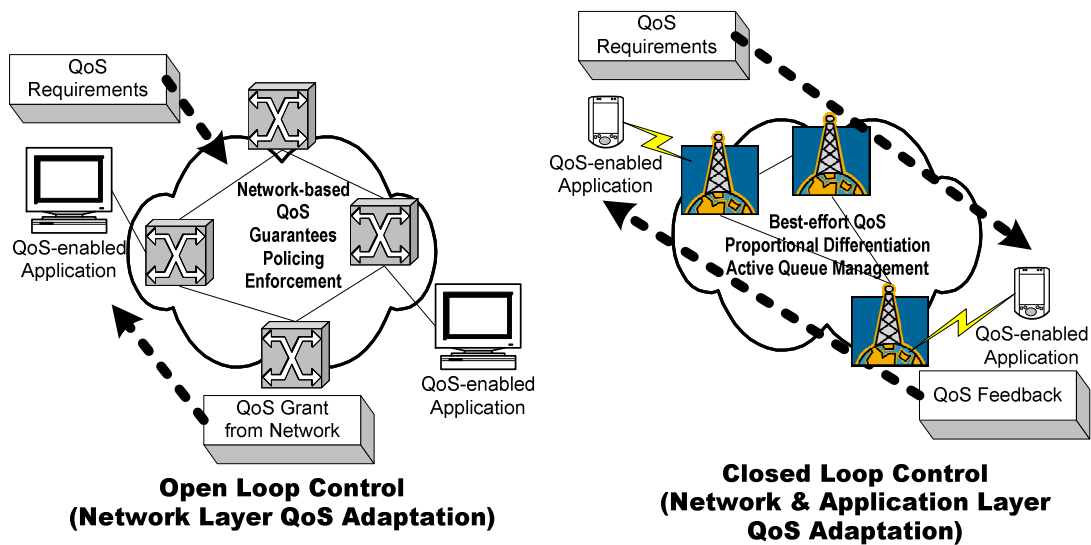 QoS
Requirements
QoS-enabled
Application
Network-based
QoS
Guarantees
Policing
Enforcement
QoS-enabled
Application
QoS Grant
from Network
Open Loop Control
(Network Layer QoS Adaptation)
QoS
Requirements
QoS-enabled
Application
Best-effort QoS
Proportional Differentiation
Active Queue Management
QoS-enabled
Application
QoS Feedback
Closed Loop Control
(Network & Application Layer
QoS Adaptation)